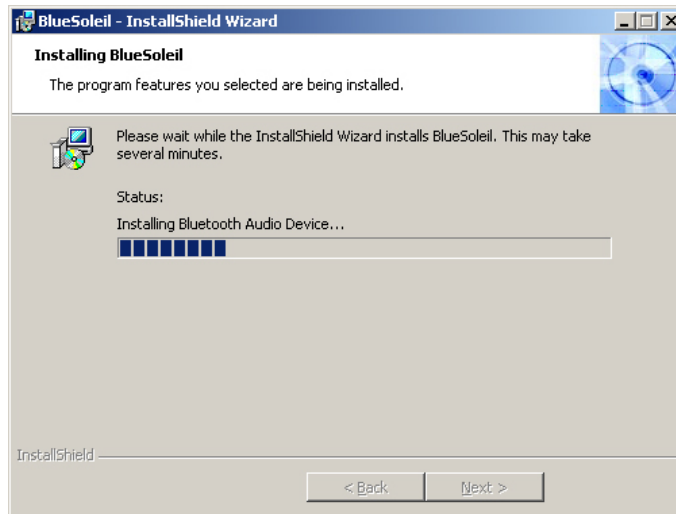 BlueSoleil - InstallShield Wizard
Installing BlueSoleil
The program features you selected are being installed.
Please wait while the InstallShield Wizard installs BlueSoleil. This may take
several minutes.
Status:
Installing Bluetooth Audio Device...
InstallShield
< Back
Next >